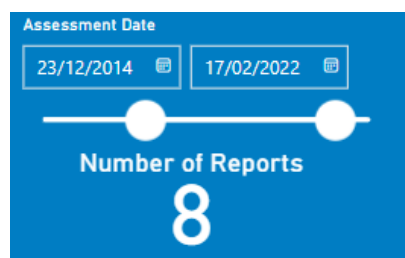 Assessment Date
23/12/2014 17/02/2022
Number of Reports
8